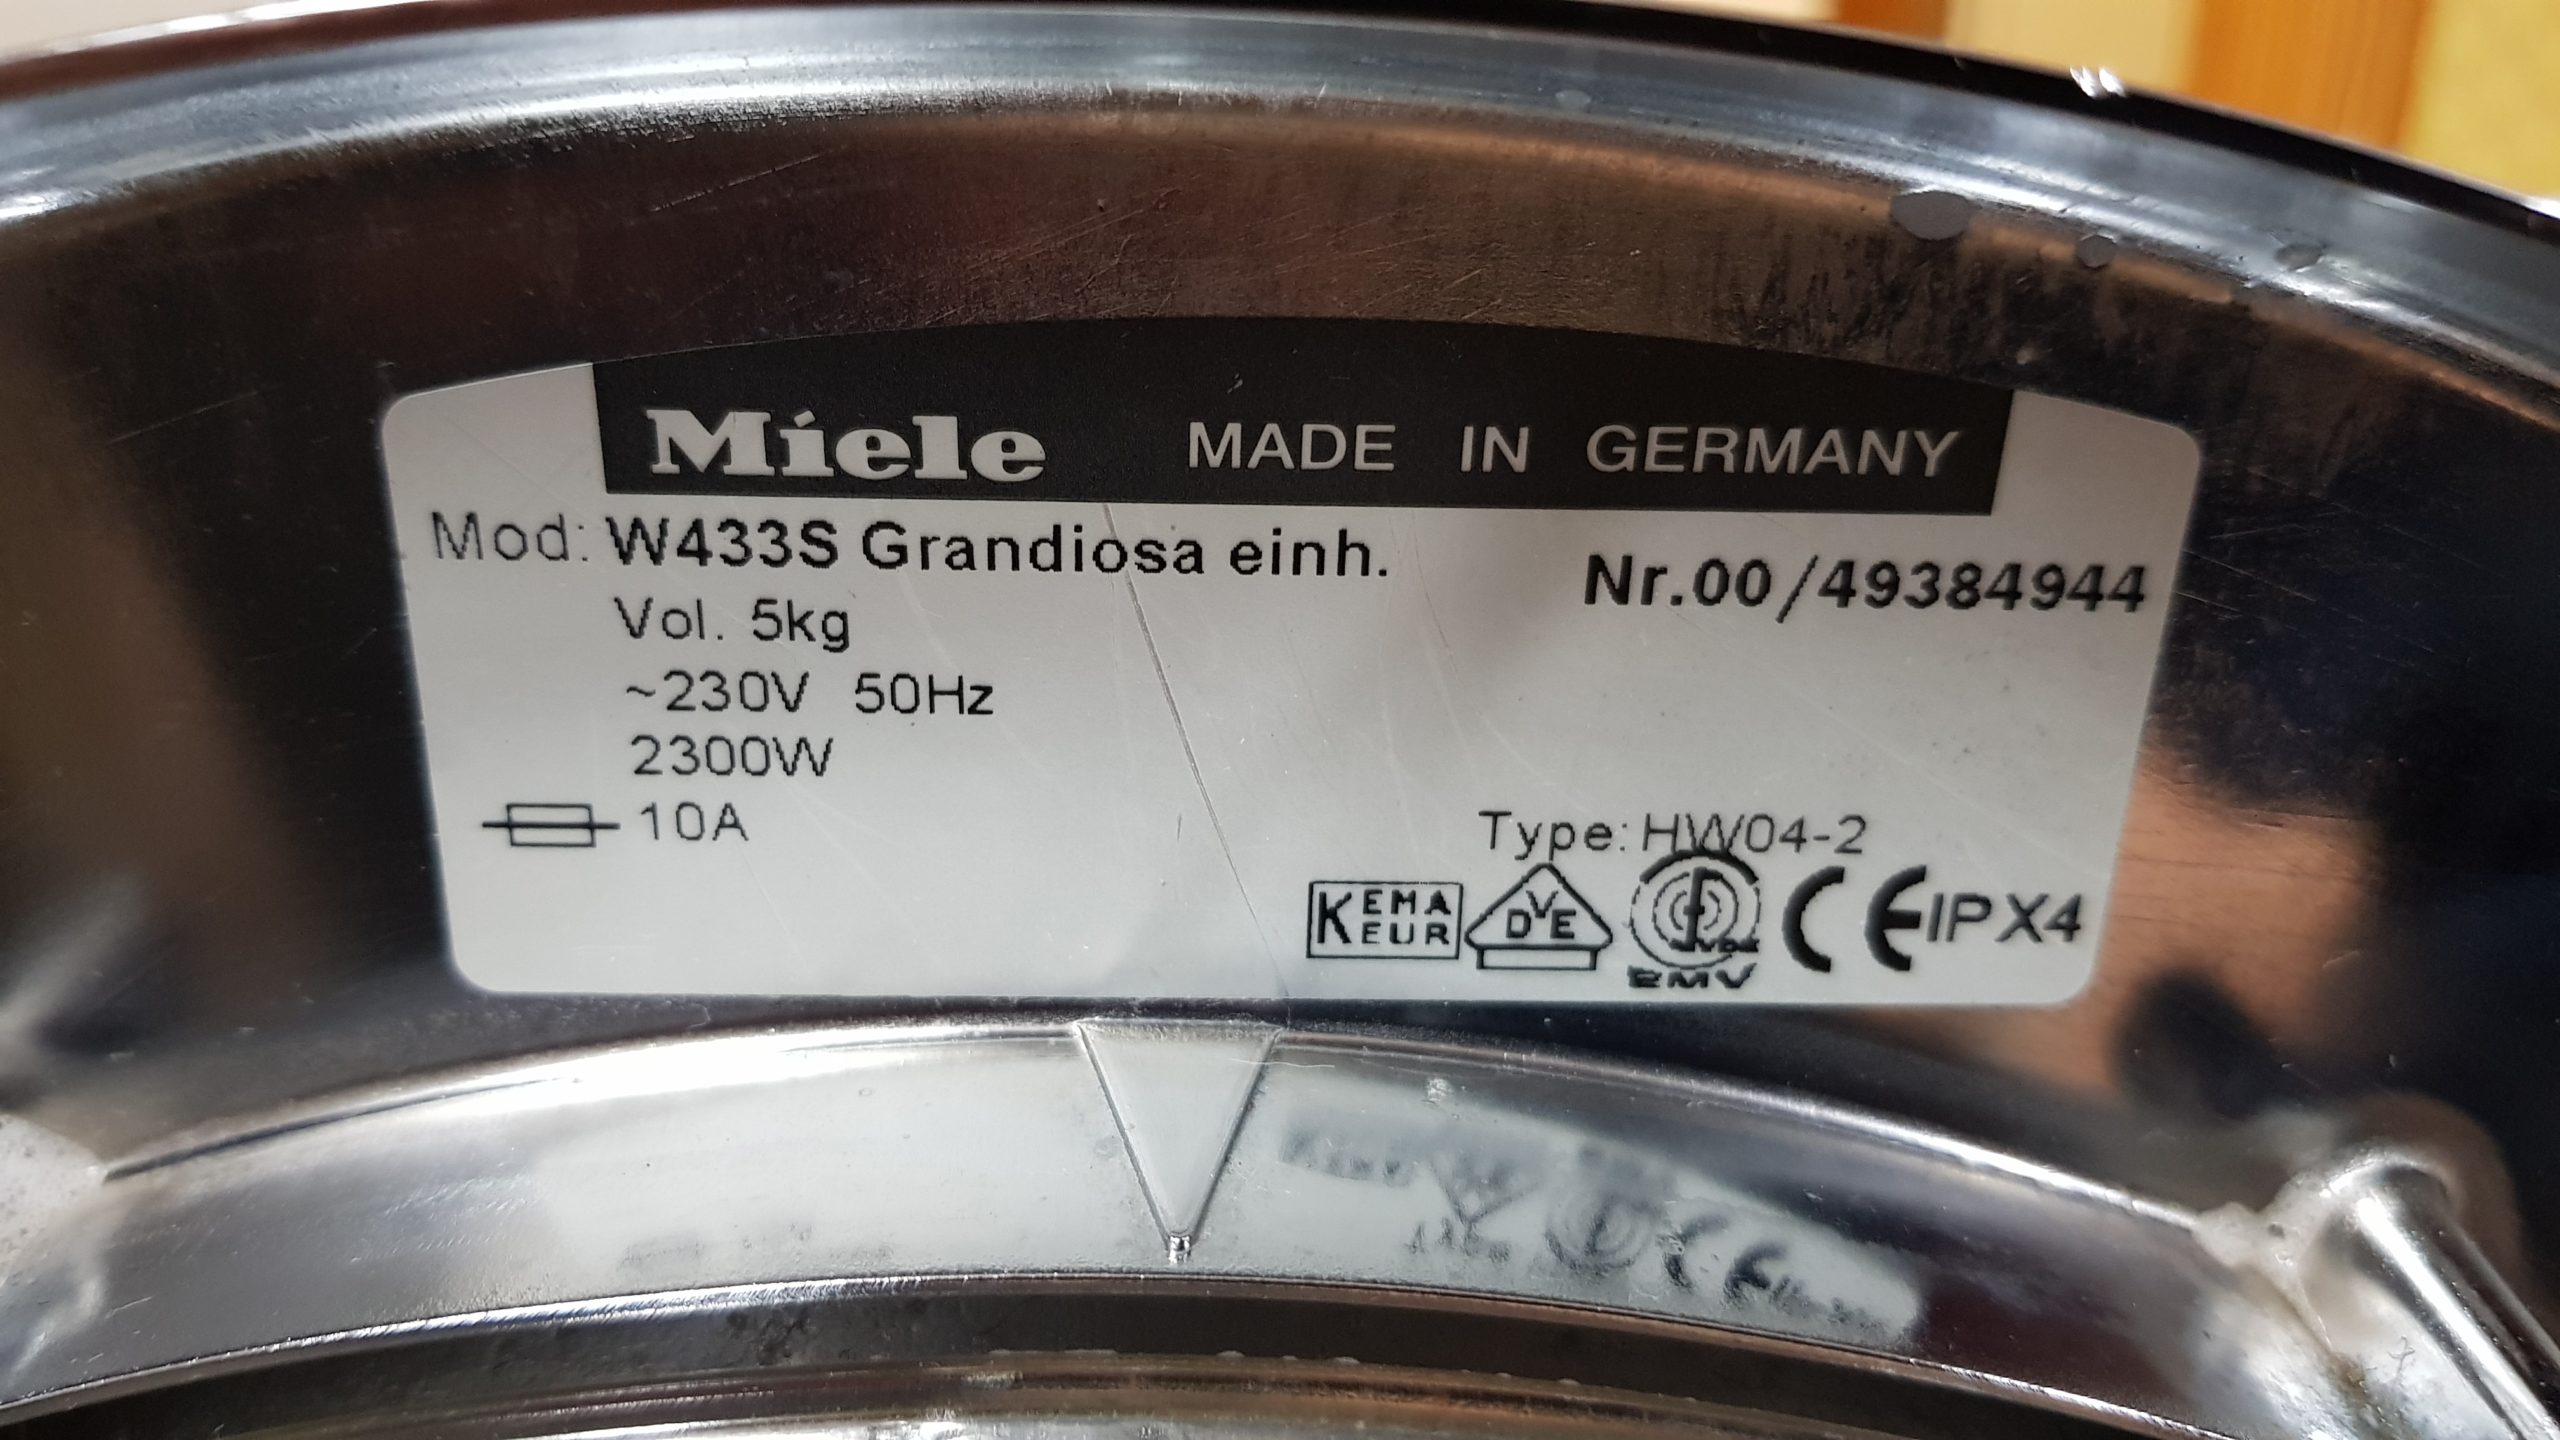 Miele MADE IN GERMANY
Mod: W433S Grandiosa einh.
Nr.00/49384944
Vol. 5kg
~230V 50Hz
2300W
10A
Type:HW04-2
KEMA KEUR DVE VDE EMV CE IPX4